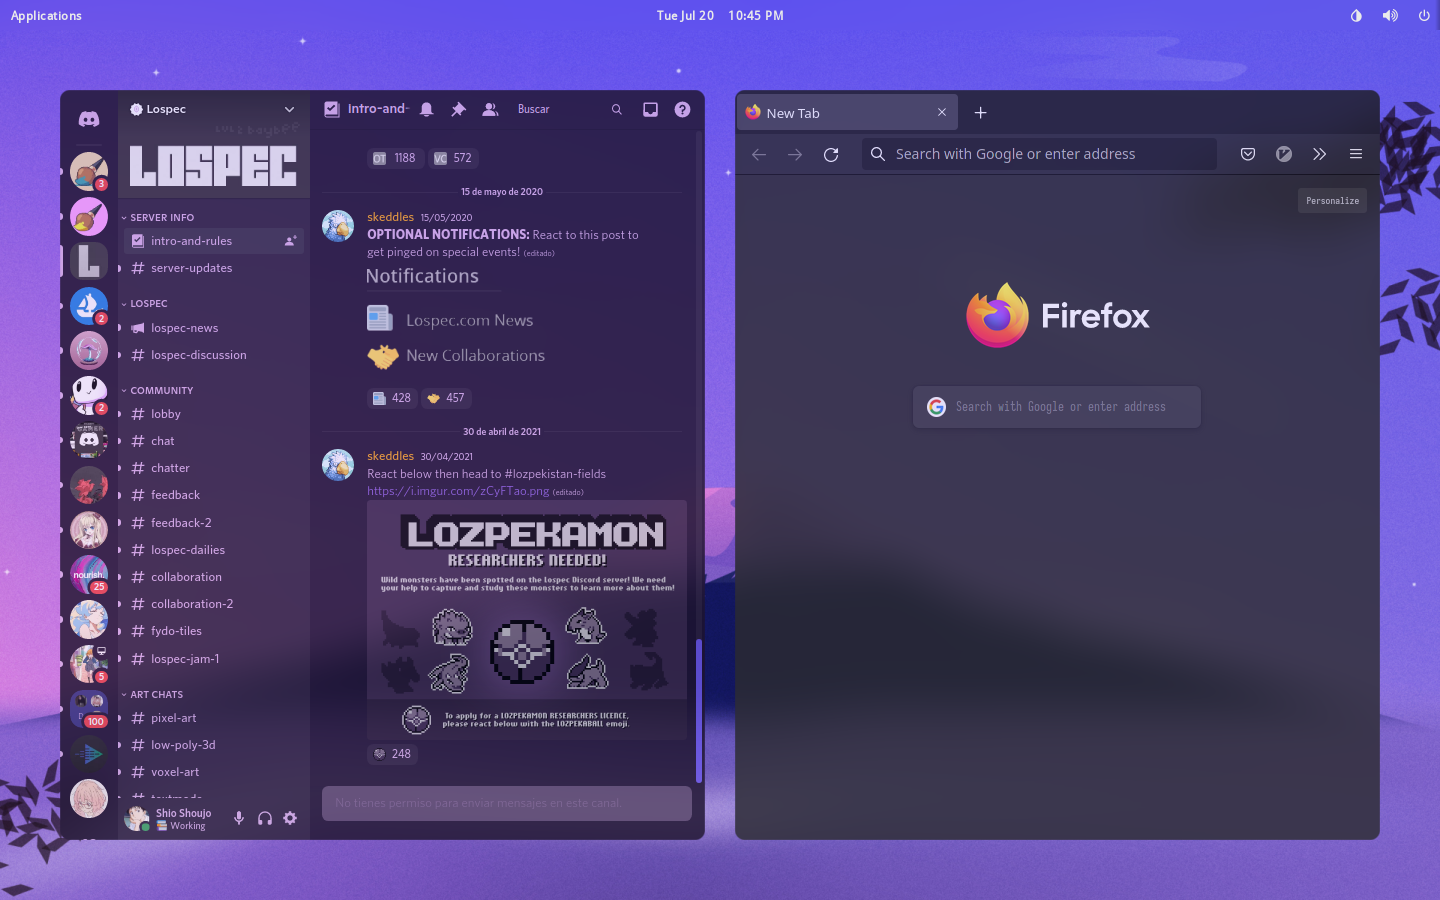 Applications
Tue Jul 20 10:45 PM
Lospec
LOSPEC
SERVER INFO
intro-and-rules
server-updates
LOSPEC
lospec-news
lospec-discussion
COMMUNITY
lobby
chat
chatter
feedback
feedback-2
lospec-dailies
collaboration
collaboration-2
fydo-tiles
lospec-jam-1
ART CHATS
pixel-art
low-poly-3d
voxel-art
3
L
2
2
nourish.
25
5
100
Shio Shoujo
Working
Intro-and-
Buscar
OT 1188 VC 572
15 de mayo de 2020
skeddles 15/05/2020
OPTIONAL NOTIFICATIONS: React to this post to
get pinged on special events! (editado)
Notifications
Lospec.com News
New Collaborations
428 457
30 de abril de 2021
skeddles 30/04/2021
React below then head to #lozpekistan-fields
https://i.imgur.com/zCyFTao.png (editado)
LOZPEKAMON
RESEARCHERS NEEDED!
Wild monsters have been spotted on the Lospec Discord server! We need
your help to capture and study these monsters to learn more about them!
To apply for a LOZPEKAMON RESEARCHERS LICENCE,
please react below with the LOZPEKABALL emoji.
248
No tienes permiso para enviar mensajes en este canal.
New Tab
Search with Google or enter address
Personalize
Firefox
Search with Google or enter address